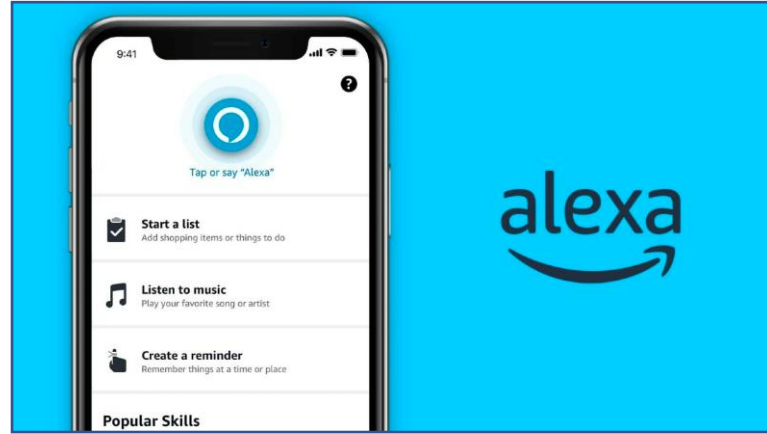 9:41
?
Tap or say "Alexa"
Start a list
Add shopping items or things to do
Listen to music
Play your favorite song or artist
Create a reminder
Remember things at a time or place
Popular Skills
alexa